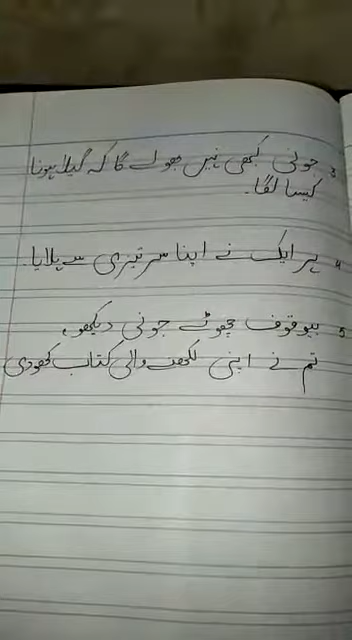 3 جونی کبھی نہیں بھولے گا کہ گیلا ہونا
کیسا لگا۔
4 ہر ایک نے اپنا سر تیزی سے ہلایا۔
5 بیوقوف چھوٹے جونی دیکھو،
تم نے اپنی لکھنے والی کتاب کھودی